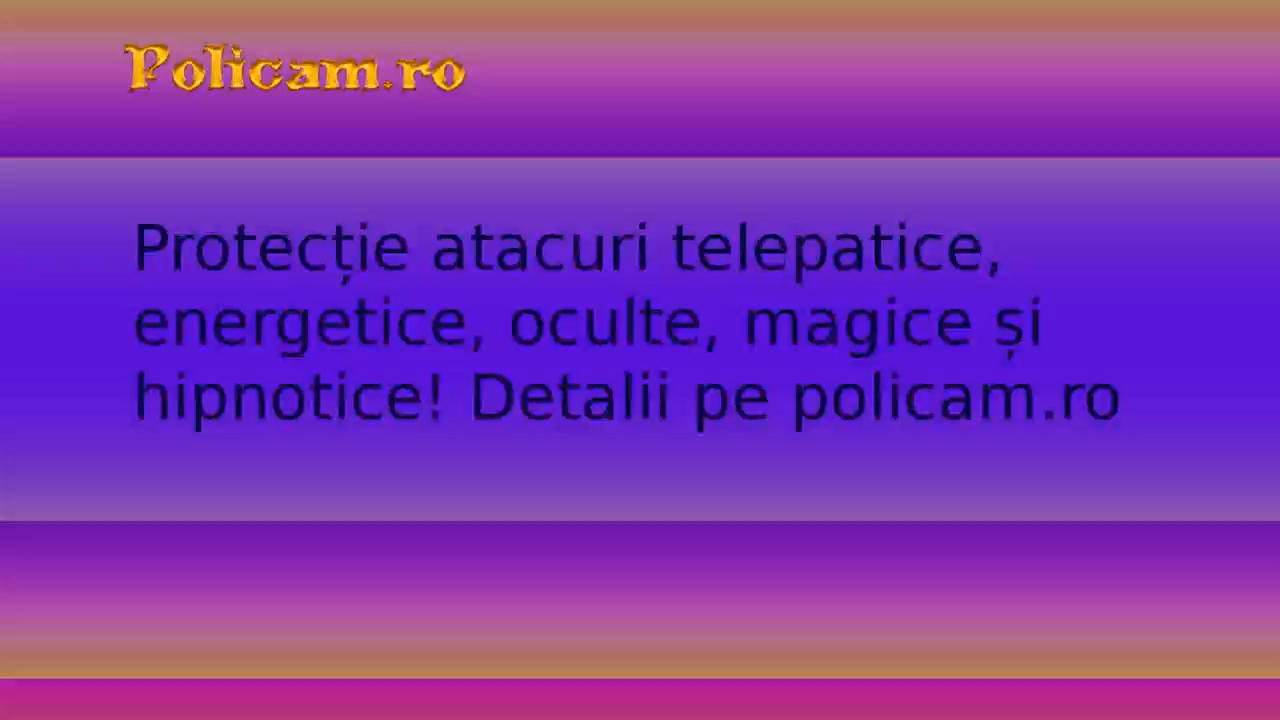 Policam.ro
Protecție atacuri telepatice,
energetice, oculte, magice și
hipnotice! Detalii pe policam.ro